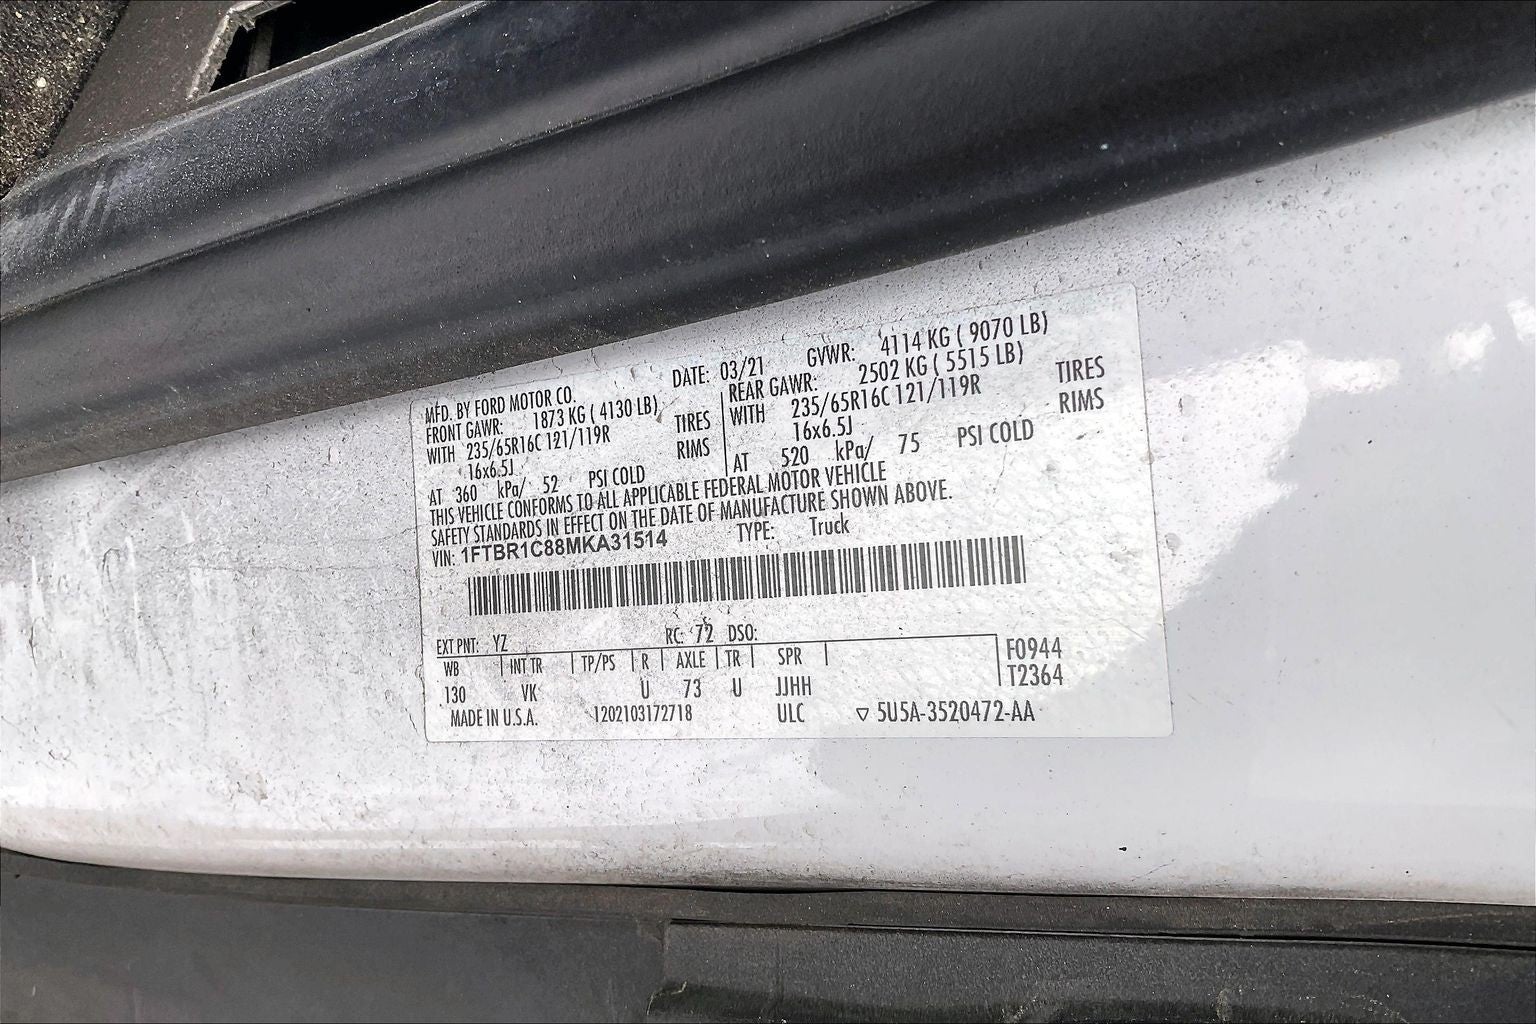 MFD. BY FORD MOTOR CO. DATE: 03/21 GVWR: 4114 KG ( 9070 LB)
FRONT GAWR: 1873 KG ( 4130 LB) REAR GAWR: 2502 KG ( 5515 LB)
WITH 235/65R16C 121/119R TIRES WITH 235/65R16C 121/119R TIRES
16x6.5J RIMS 16x6.5J RIMS
AT 360 kPa/ 52 PSI COLD AT 520 kPa/ 75 PSI COLD
THIS VEHICLE CONFORMS TO ALL APPLICABLE FEDERAL MOTOR VEHICLE
SAFETY STANDARDS IN EFFECT ON THE DATE OF MANUFACTURE SHOWN ABOVE.
VIN: 1FTBR1C88MKA31514 TYPE: Truck
EXT PNT: YZ RC: 72 DSO:
WB INT TR TP/PS R AXLE TR SPR F0944
130 VK U 73 U JJHH T2364
MADE IN U.S.A. 1202103172718 ULC ▽ 5U5A-3520472-AA